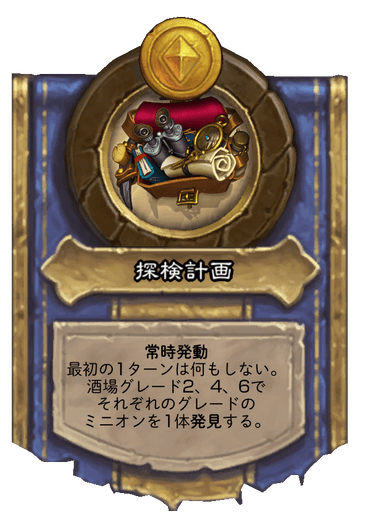 探検計画
常時発動
最初の1ターンは何もしない。
酒場グレード2、4、6で
それぞれのグレードの
ミニオンを1体発見する。